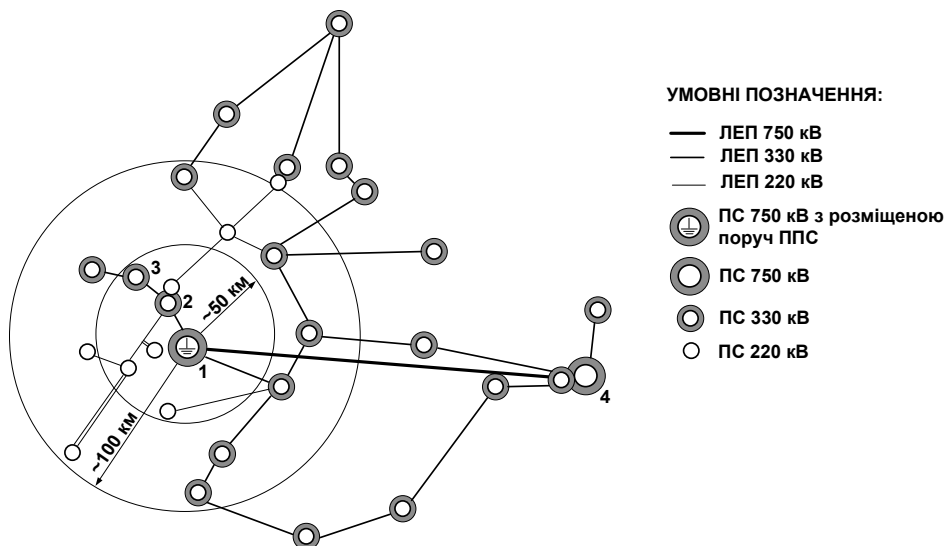 УМОВНІ ПОЗНАЧЕННЯ:
ЛЕП 750 кВ
ЛЕП 330 кВ
ЛЕП 220 кВ
ПС 750 кВ з розміщеною
поруч ППС
ПС 750 кВ
ПС 330 кВ
ПС 220 кВ
3
2
~50 км
1
4
~100 км